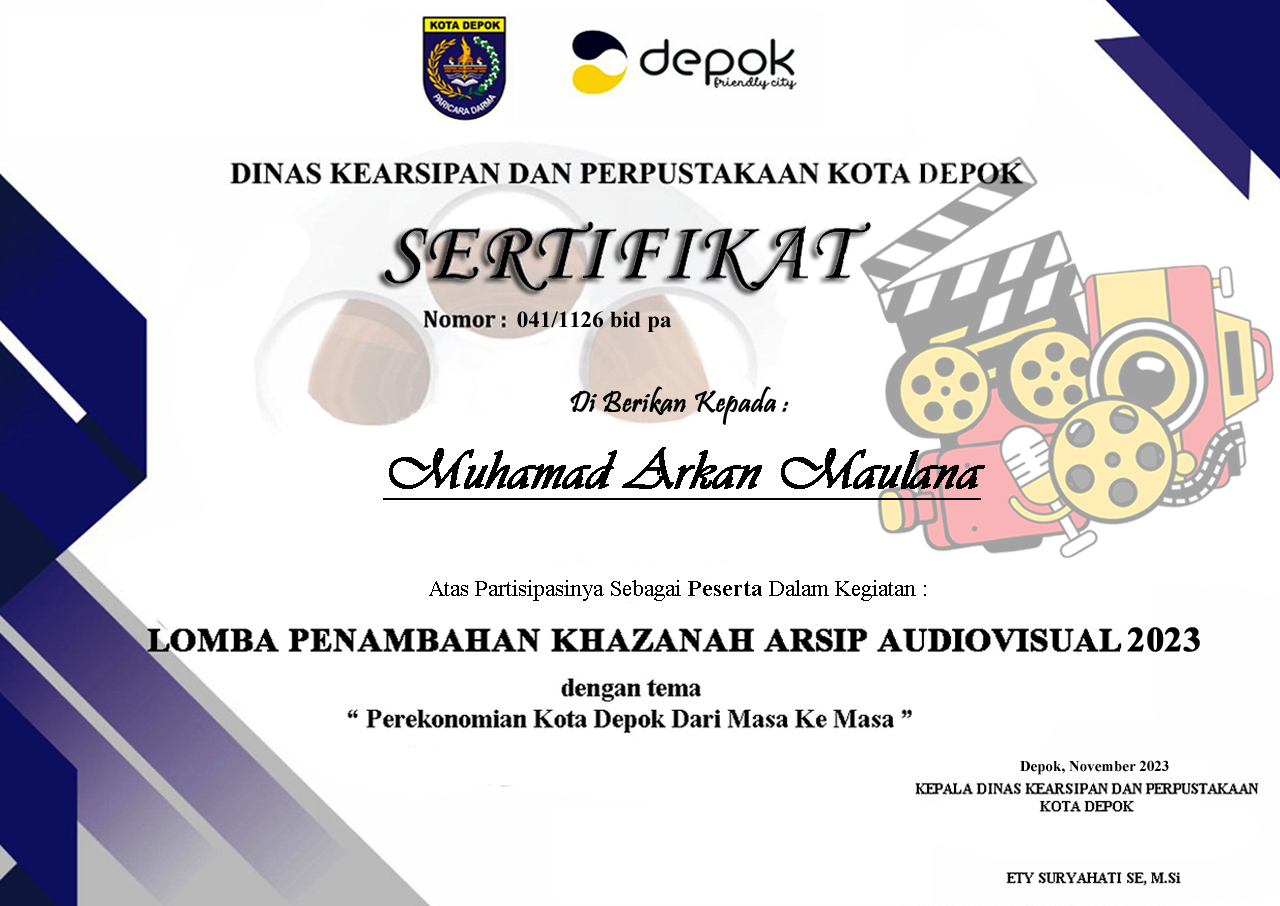 KOTA DEPOK
PARICARA DARMA
depok
friendly city
DINAS KEARSIPAN DAN PERPUSTAKAAN KOTA DEPOK
SERTIFIKAT
Nomor : 041/1126 bid pa
Di Berikan Kepada :
Muhamad Arkan Maulana
Atas Partisipasinya Sebagai Peserta Dalam Kegiatan :
LOMBA PENAMBAHAN KHAZANAH ARSIP AUDIOVISUAL 2023
dengan tema
“ Perekonomian Kota Depok Dari Masa Ke Masa ”
Depok, November 2023
KEPALA DINAS KEARSIPAN DAN PERPUSTAKAAN
KOTA DEPOK
ETY SURYAHATI SE, M.Si